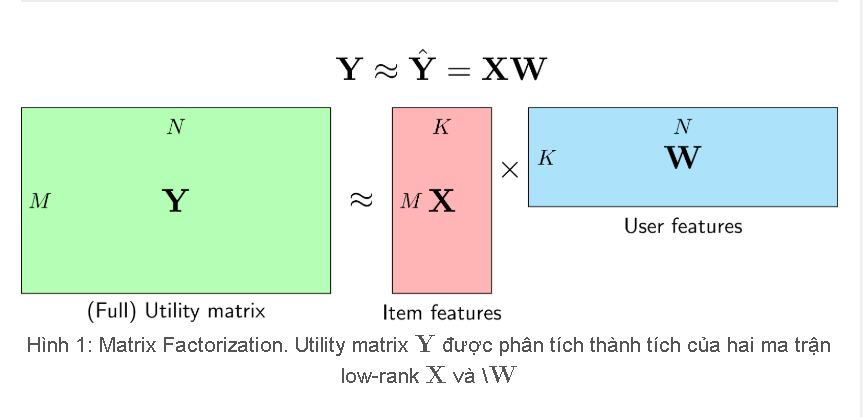 Y ≈ Ŷ = XW
N
K
N
K
W
M
Y
≈
M
X
×
User features
(Full) Utility matrix
Item features
Hình 1: Matrix Factorization. Utility matrix Y được phân tích thành tích của hai ma trận
low-rank X và \W